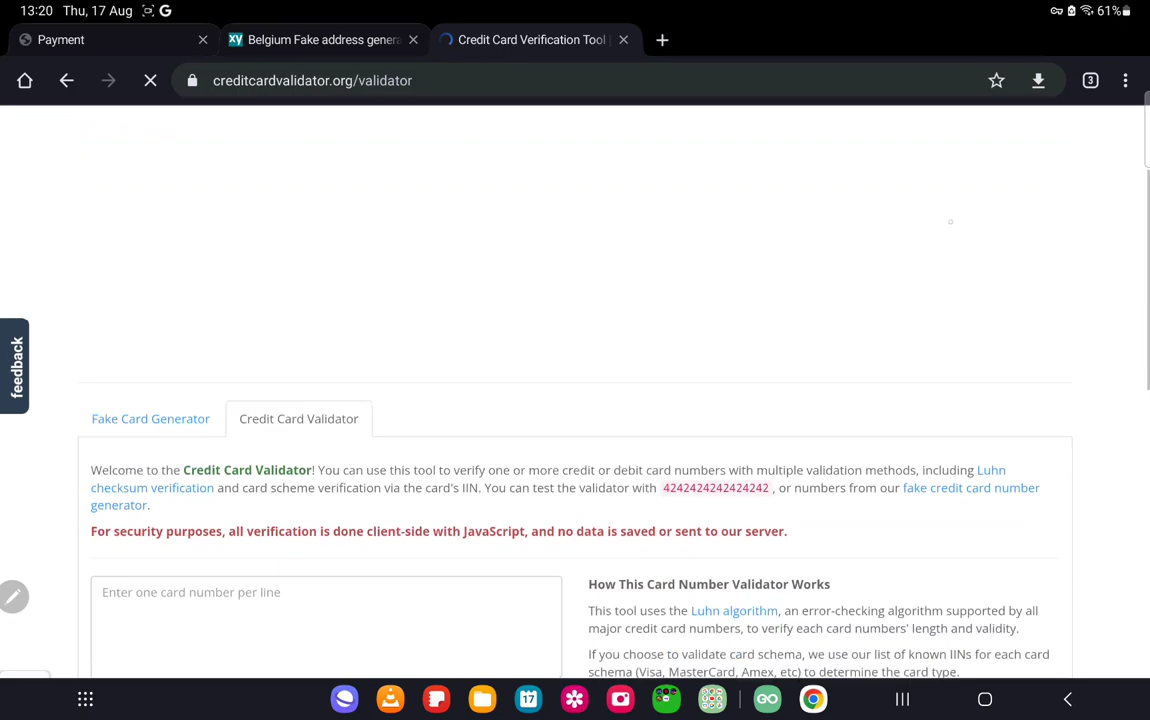 13:20 Thu, 17 Aug G 61%
Payment
xy Belgium Fake address genera
Credit Card Verification Tool |
creditcardvalidator.org/validator 3
feedback
Fake Card Generator Credit Card Validator
Welcome to the Credit Card Validator! You can use this tool to verify one or more credit or debit card numbers with multiple validation methods, including Luhn
checksum verification and card scheme verification via the card's IIN. You can test the validator with 4242424242424242, or numbers from our fake credit card number
generator.
For security purposes, all verification is done client-side with JavaScript, and no data is saved or sent to our server.
Enter one card number per line
How This Card Number Validator Works
This tool uses the Luhn algorithm, an error-checking algorithm supported by all
major credit card numbers, to verify each card numbers' length and validity.
If you choose to validate card schema, we use our list of known IINs for each card
schema (Visa, MasterCard, Amex, etc) to determine the card type.
17 GO